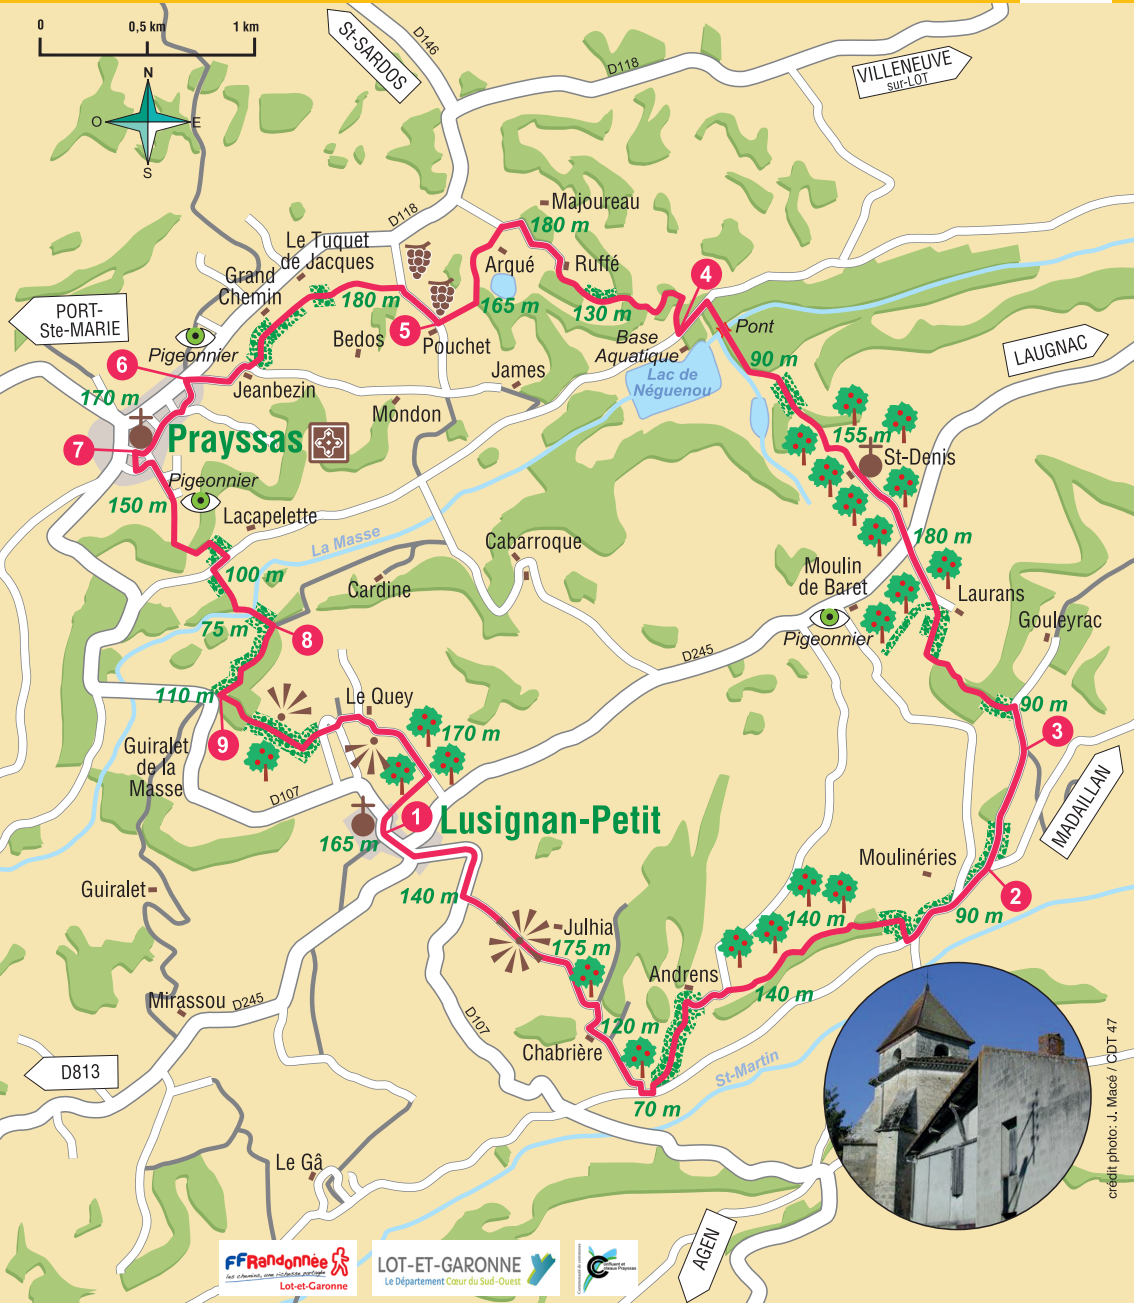 0
0,5 km
1 km
N
O
E
S
St-SARDOS
D146
D118
VILLENEUVE
sur-LOT
D118
Majoureau
180 m
Le Tuquet
de Jacques
Grand
Chemin
180 m
Arqué
Ruffé
165 m
130 m
4
PORT-
Ste-MARIE
Pigeonnier
5
Bedos
Pouchet
Base
Aquatique
Pont
90 m
LAUGNAC
6
170 m
Jeanbezin
James
Lac de
Néguenou
Mondon
7
Prayssas
155 m
St-Denis
Pigeonnier
150 m
Lacapelette
La Masse
Cabarroque
180 m
100 m
Cardine
Moulin
de Baret
Laurans
75 m
8
Pigeonnier
Gouleyrac
D245
110 m
Le Quey
90 m
9
170 m
3
Guiralet
de la
Masse
D107
1
Lusignan-Petit
MADAILLAN
165 m
Moulinéries
Guiralet
140 m
2
90 m
Julhia
175 m
140 m
Andrens
140 m
Mirassou
D245
D107
120 m
Chabrière
D813
St-Martin
70 m
Le Gâ
AGEN
crédit photo: J. Macé / CDT 47
FFRandonnée
les chemins, une richesse partagée
Lot-et-Garonne
LOT-ET-GARONNE
Le Département Cœur du Sud-Ouest